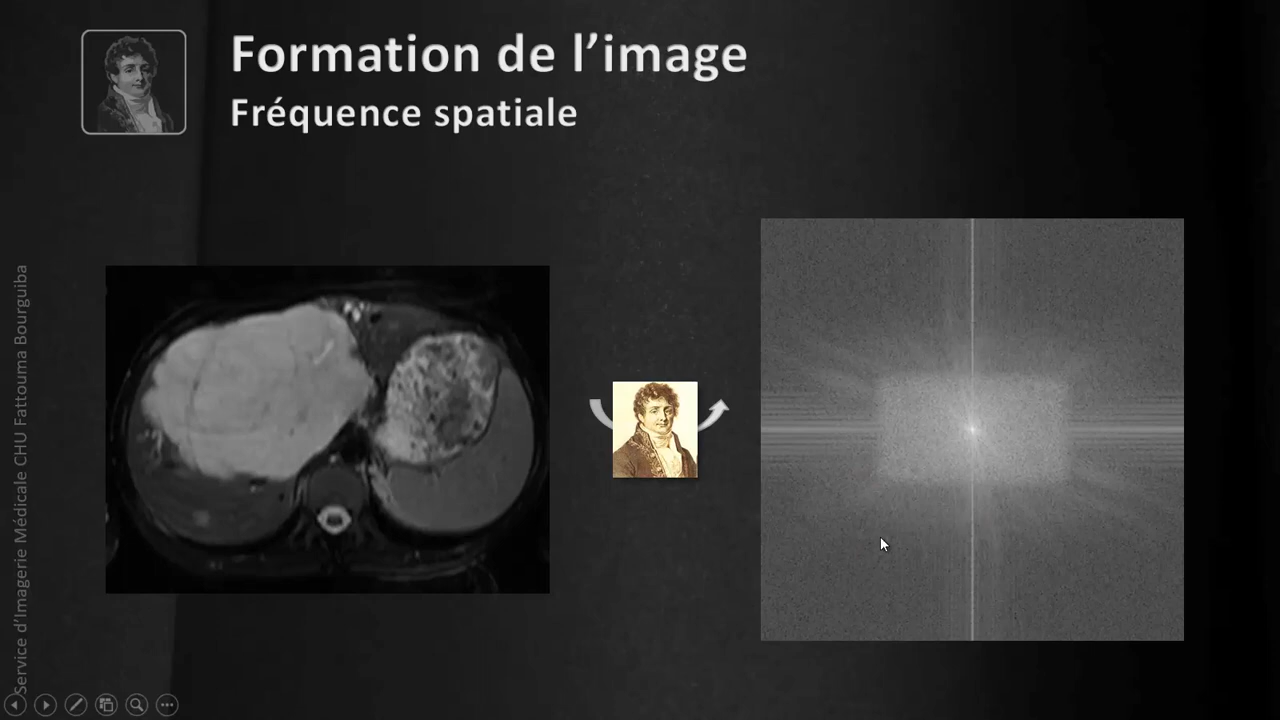 Formation de l’image
Fréquence spatiale
Service d’Imagerie Médicale CHU Fattouma Bourguiba